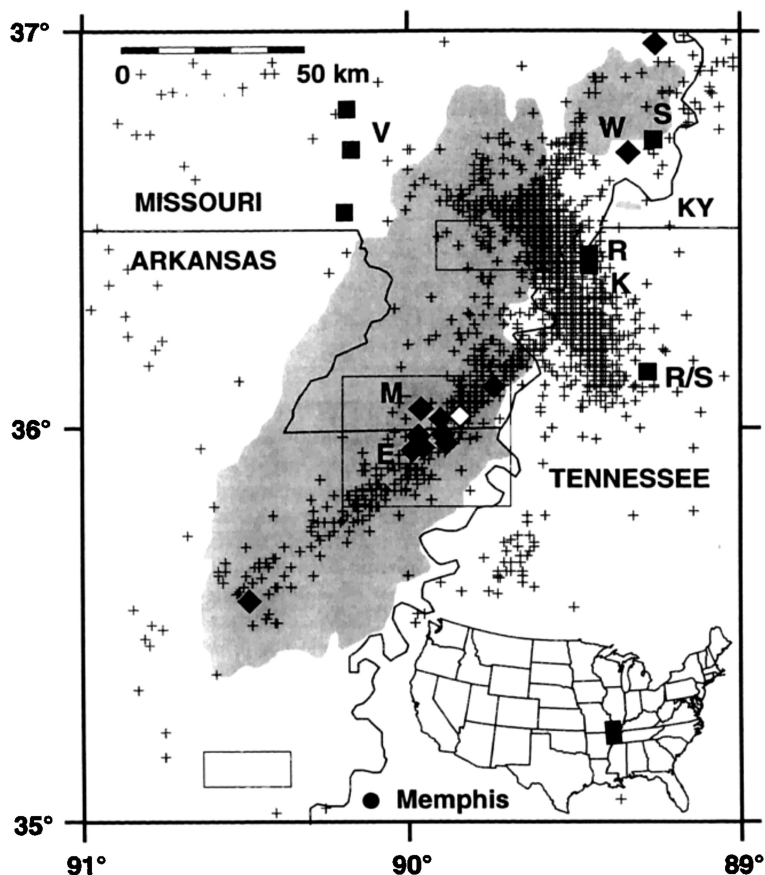 37°
0 50 km
V
W
S
MISSOURI
KY
ARKANSAS
R
K
R/S
M
36°
E
TENNESSEE
Memphis
35°
91°
90°
89°